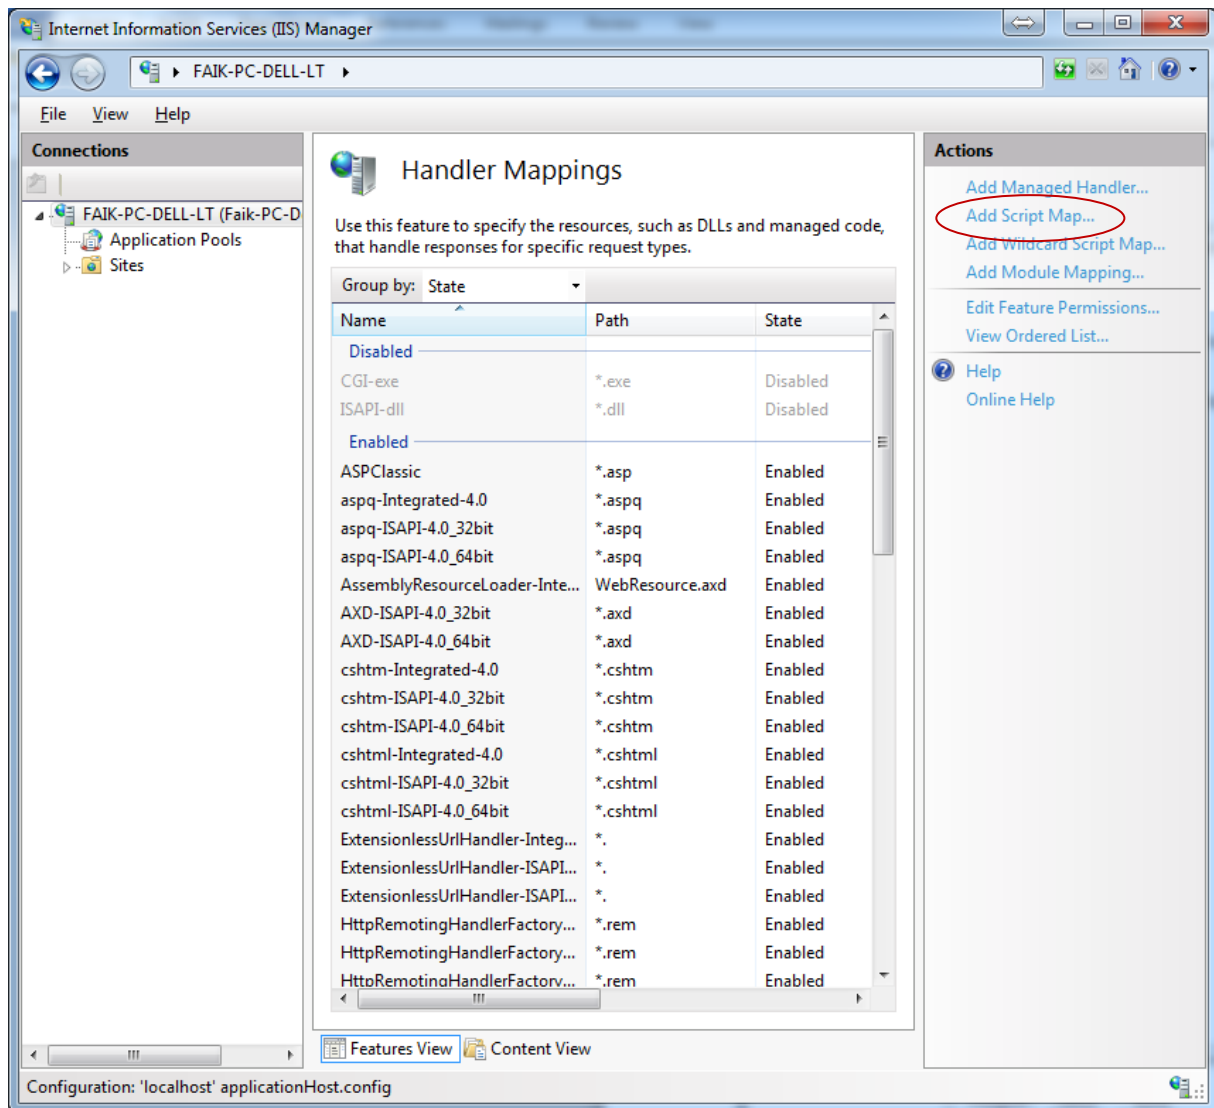 Internet Information Services (IIS) Manager
FAIK-PC-DELL-LT
File View Help
Connections
FAIK-PC-DELL-LT (Faik-PC-D
Application Pools
Sites
Handler Mappings
Use this feature to specify the resources, such as DLLs and managed code,
that handle responses for specific request types.
Group by: State
Name Path State
Disabled
CGI-exe *.exe Disabled
ISAPI-dll *.dll Disabled
Enabled
ASPClassic *.asp Enabled
aspq-Integrated-4.0 *.aspq Enabled
aspq-ISAPI-4.0_32bit *.aspq Enabled
aspq-ISAPI-4.0_64bit *.aspq Enabled
AssemblyResourceLoader-Inte... WebResource.axd Enabled
AXD-ISAPI-4.0_32bit *.axd Enabled
AXD-ISAPI-4.0_64bit *.axd Enabled
cshtm-Integrated-4.0 *.cshtm Enabled
cshtm-ISAPI-4.0_32bit *.cshtm Enabled
cshtm-ISAPI-4.0_64bit *.cshtm Enabled
cshtml-Integrated-4.0 *.cshtml Enabled
cshtml-ISAPI-4.0_32bit *.cshtml Enabled
cshtml-ISAPI-4.0_64bit *.cshtml Enabled
ExtensionlessUrlHandler-Integ... *. Enabled
ExtensionlessUrlHandler-ISAPI... *. Enabled
ExtensionlessUrlHandler-ISAPI... *. Enabled
HttpRemotingHandlerFactory... *.rem Enabled
HttpRemotingHandlerFactory... *.rem Enabled
HttpRemotingHandlerFactory... *.rem Enabled
Features View Content View
Actions
Add Managed Handler...
Add Script Map...
Add Wildcard Script Map...
Add Module Mapping...
Edit Feature Permissions...
View Ordered List...
Help
Online Help
Configuration: 'localhost' applicationHost.config